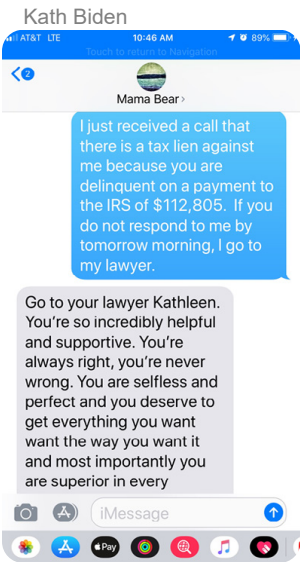 Kath Biden
AT&T LTE 10:46 AM 89%
Touch to return to Navigation
2
Mama Bear
I just received a call that
there is a tax lien against
me because you are
delinquent on a payment to
the IRS of $112,805.  If you
do not respond to me by
tomorrow morning, I go to
my lawyer.
Go to your lawyer Kathleen.
You’re so incredibly helpful
and supportive. You’re
always right, you’re never
wrong. You are selfless and
perfect and you deserve to
get everything you want
want the way you want it
and most importantly you
are superior in every
iMessage
Pay